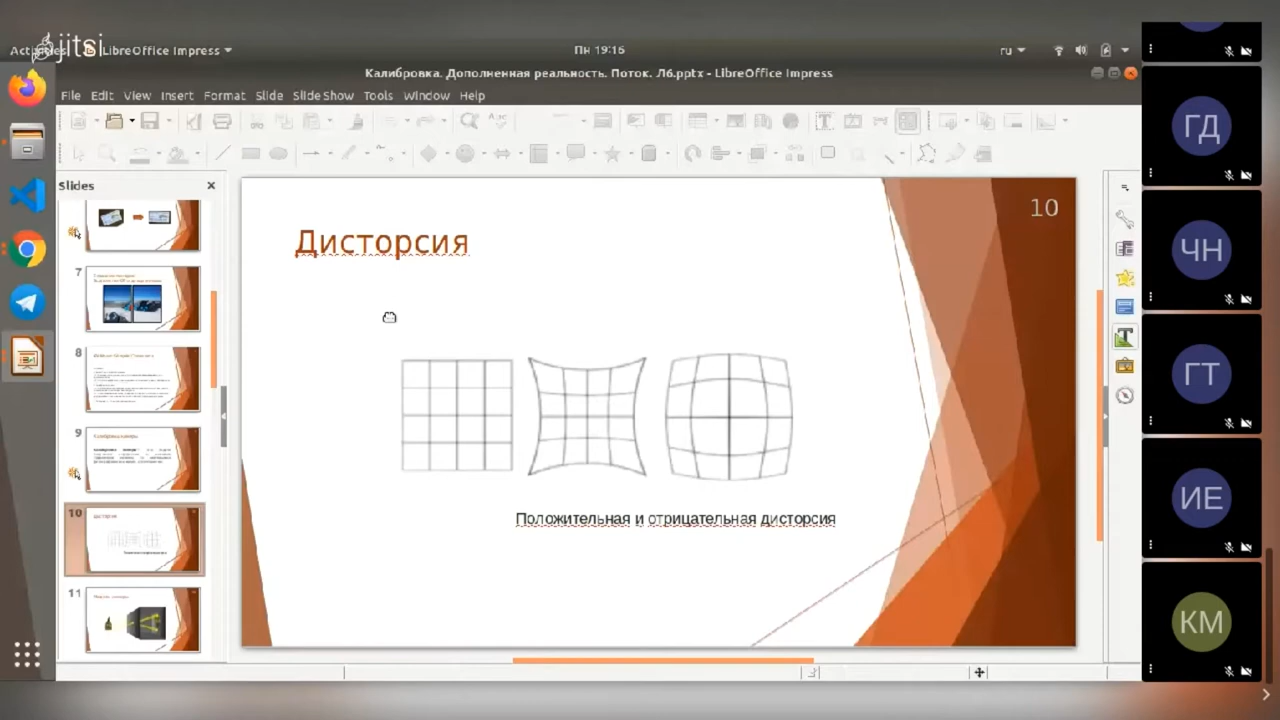 jitsi
LibreOffice Impress
Пн 19:16
ru
Калибровка. Дополненная реальность. Поток. Л6.pptx - LibreOffice Impress
File Edit View Insert Format Slide Slide Show Tools Window Help
Slides
7
8
9
10
11
10
Дисторсия
Положительная и отрицательная дисторсия
ГД
ЧН
ГТ
ИЕ
КМ